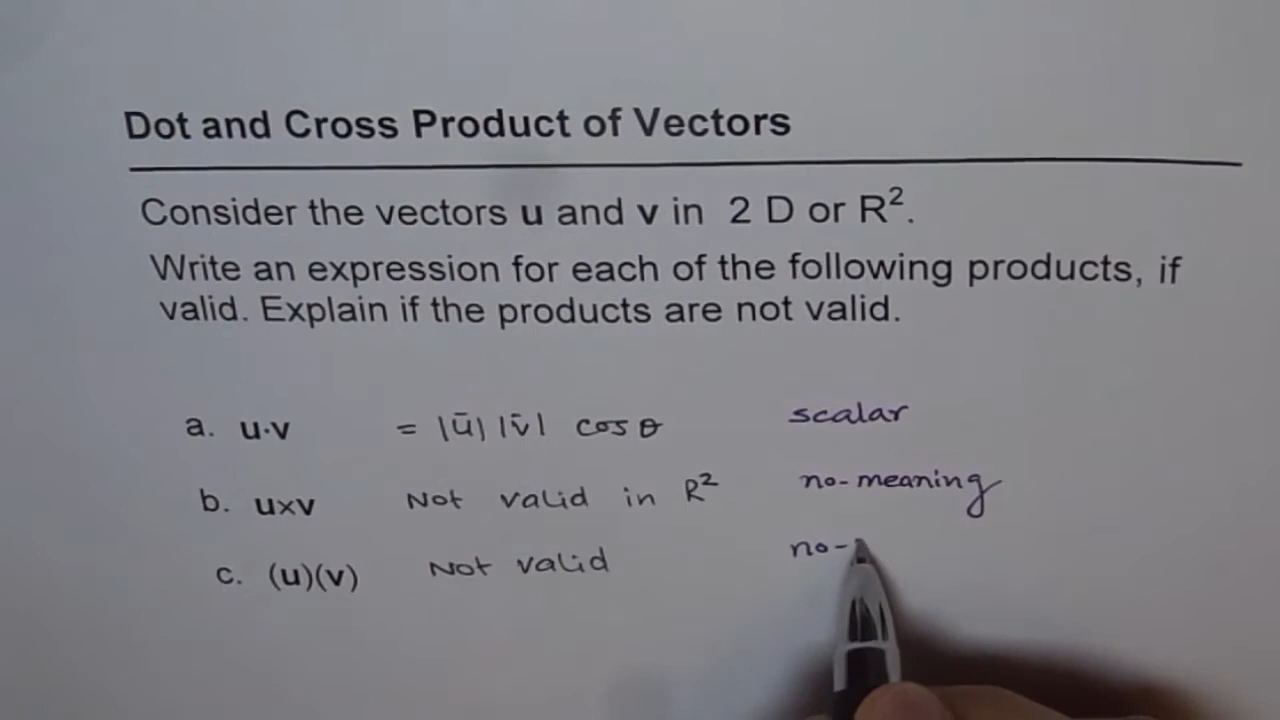 Dot and Cross Product of Vectors
Consider the vectors u and v in 2 D or R².
Write an expression for each of the following products, if
valid. Explain if the products are not valid.
a. u·v = |ū| |v̄| cos θ scalar
b. u×v Not valid in R² no-meaning
c. (u)(v) Not valid no-